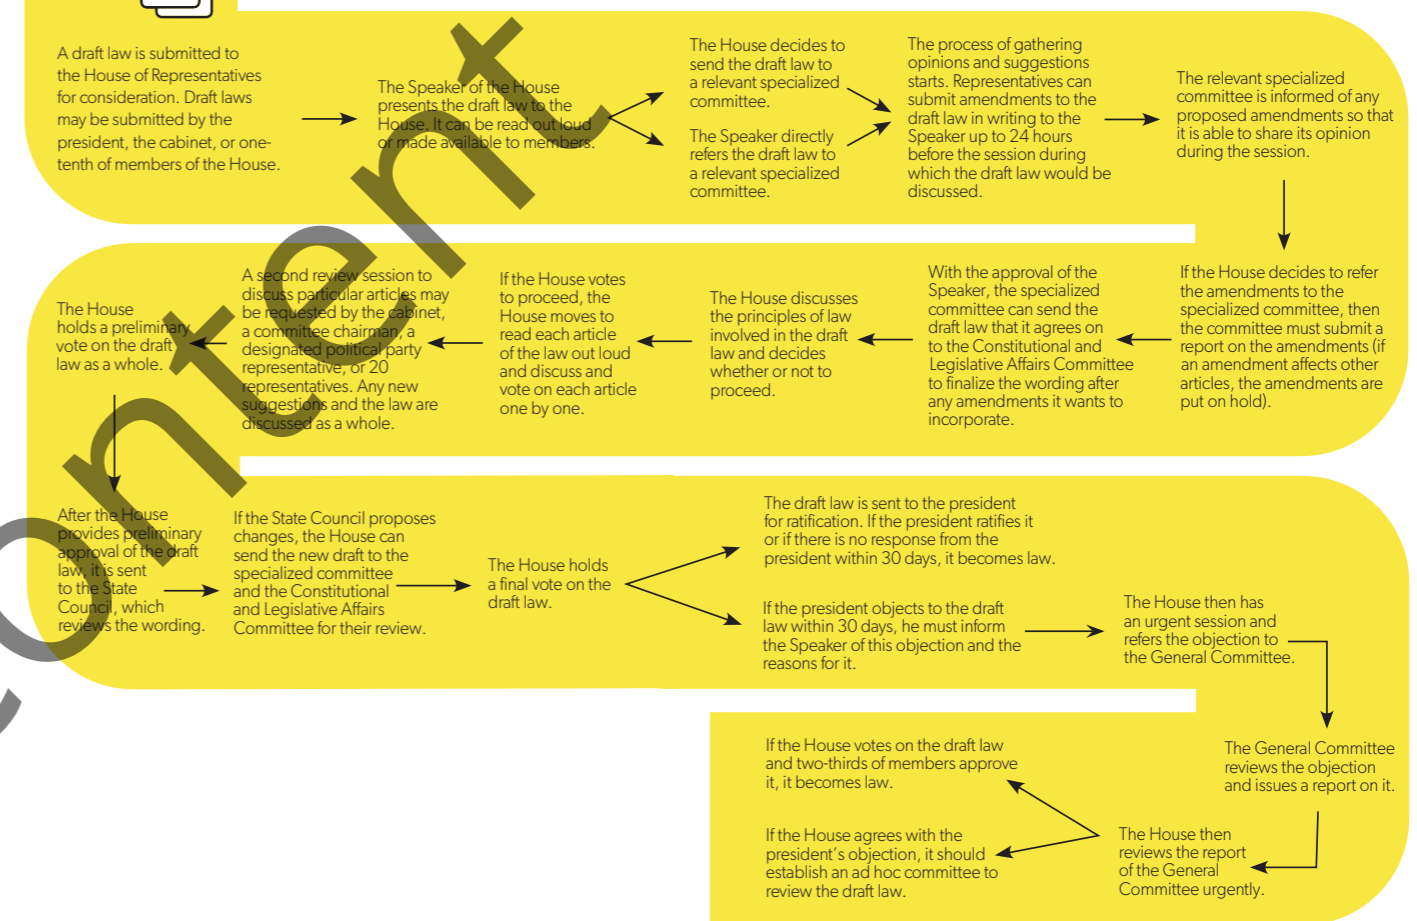 A draft law is submitted to
the House of Representatives
for consideration. Draft laws
may be submitted by the
president, the cabinet, or one-
tenth of members of the House.
The Speaker of the House
presents the draft law to the
House. It can be read out loud
or made available to members.
The House decides to
send the draft law to
a relevant specialized
committee.
The Speaker directly
refers the draft law to
a relevant specialized
committee.
The process of gathering
opinions and suggestions
starts. Representatives can
submit amendments to the
draft law in writing to the
Speaker up to 24 hours
before the session during
which the draft law would be
discussed.
The relevant specialized
committee is informed of any
proposed amendments so that
it is able to share its opinion
during the session.
If the House decides to refer
the amendments to the
specialized committee, then
the committee must submit a
report on the amendments (if
an amendment affects other
articles, the amendments are
put on hold).
With the approval of the
Speaker, the specialized
committee can send the
draft law that it agrees on
to the Constitutional and
Legislative Affairs Committee
to finalize the wording after
any amendments it wants to
incorporate.
The House discusses
the principles of law
involved in the draft
law and decides
whether or not to
proceed.
If the House votes
to proceed, the
House moves to
read each article
of the law out loud
and discuss and
vote on each article
one by one.
A second review session to
discuss particular articles may
be requested by the cabinet,
a committee chairman, a
designated political party
representative, or 20
representatives. Any new
suggestions and the law are
discussed as a whole.
The House
holds a preliminary
vote on the draft
law as a whole.
After the House
provides preliminary
approval of the draft
law, it is sent
to the State
Council, which
reviews the wording.
If the State Council proposes
changes, the House can
send the new draft to the
specialized committee
and the Constitutional
and Legislative Affairs
Committee for their review.
The House holds
a final vote on the
draft law.
The draft law is sent to the president
for ratification. If the president ratifies it
or if there is no response from the
president within 30 days, it becomes law.
If the president objects to the draft
law within 30 days, he must inform
the Speaker of this objection and the
reasons for it.
The House then has
an urgent session and
refers the objection to
the General Committee.
The General Committee
reviews the objection
and issues a report on it.
The House then
reviews the report
of the General
Committee urgently.
If the House votes on the draft law
and two-thirds of members approve
it, it becomes law.
If the House agrees with the
president's objection, it should
establish an ad hoc committee to
review the draft law.
ontent